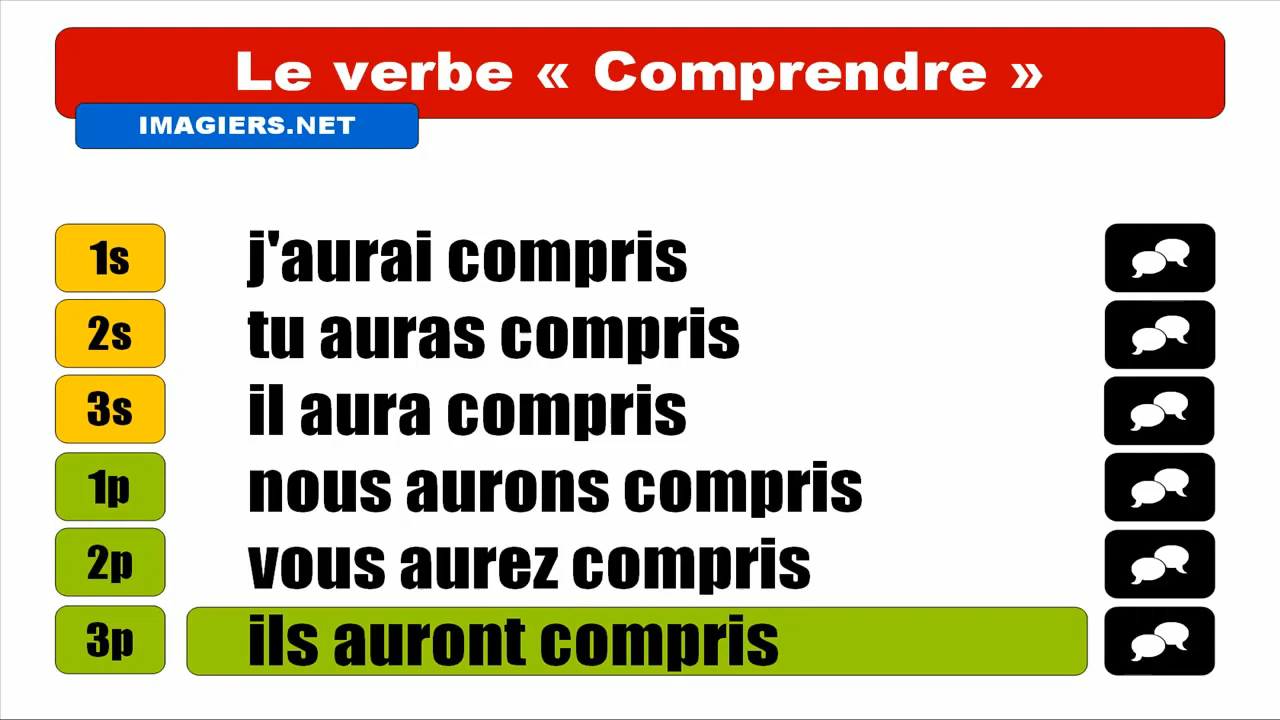 Le verbe « Comprendre »
IMAGIERS.NET
1s j'aurai compris
2s tu auras compris
3s il aura compris
1p nous aurons compris
2p vous aurez compris
3p ils auront compris